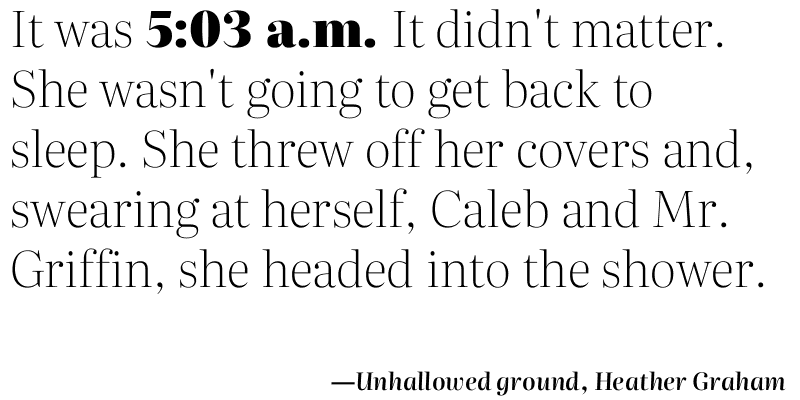 It was 5:03 a.m. It didn't matter.
She wasn't going to get back to
sleep. She threw off her covers and,
swearing at herself, Caleb and Mr.
Griffin, she headed into the shower.
—Unhallowed ground, Heather Graham